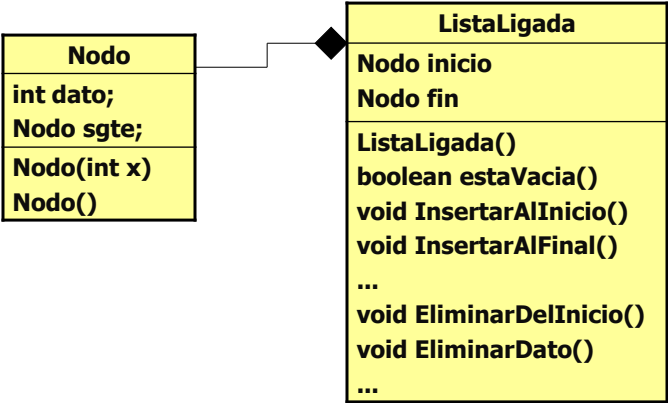 Nodo
int dato;
Nodo sgte;
Nodo(int x)
Nodo()
ListaLigada
Nodo inicio
Nodo fin
ListaLigada()
boolean estaVacia()
void InsertarAlInicio()
void InsertarAlFinal()
...
void EliminarDelInicio()
void EliminarDato()
...